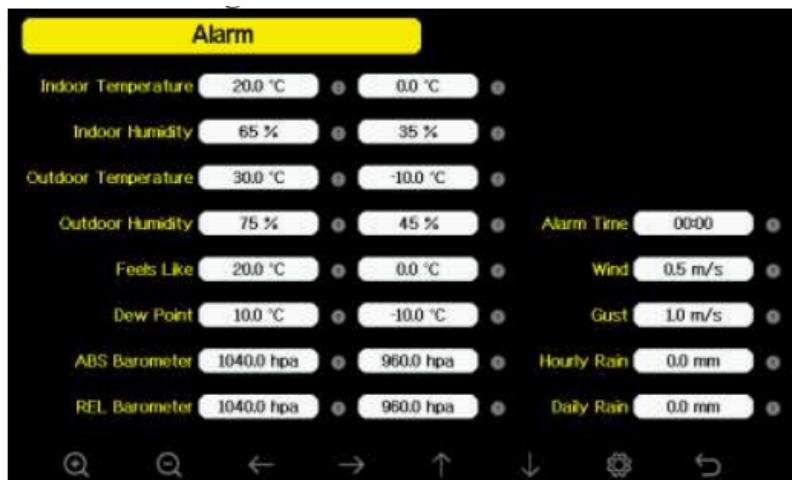 Alarm
Indoor Temperature 20.0 °C 0.0 °C
Indoor Humidity 65 % 35 %
Outdoor Temperature 30.0 °C -10.0 °C
Outdoor Humidity 75 % 45 % Alarm Time 00:00
Feels Like 20.0 °C 0.0 °C Wind 0.5 m/s
Dew Point 10.0 °C -10.0 °C Gust 1.0 m/s
ABS Barometer 1040.0 hpa 960.0 hpa Hourly Rain 0.0 mm
REL Barometer 1040.0 hpa 960.0 hpa Daily Rain 0.0 mm